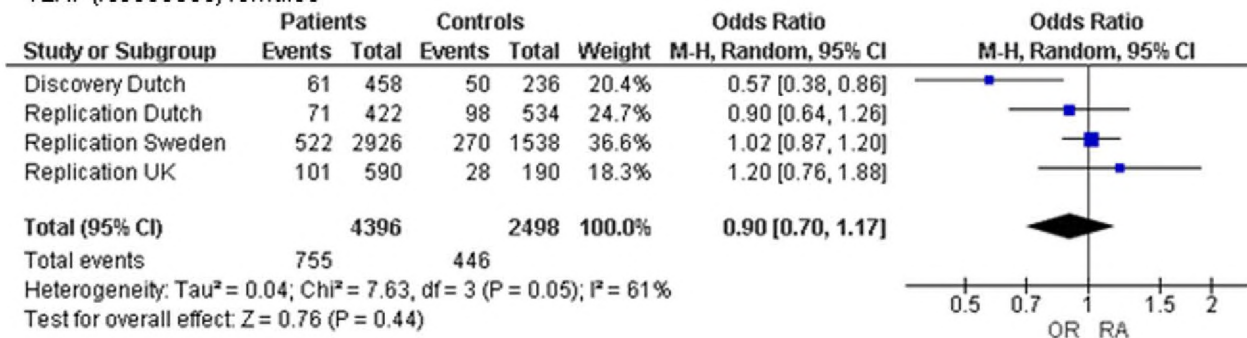 Patients Controls Odds Ratio Odds Ratio
Study or Subgroup Events Total Events Total Weight M-H, Random, 95% CI M-H, Random, 95% CI
Discovery Dutch 61 458 50 236 20.4% 0.57 [0.38, 0.86]
Replication Dutch 71 422 98 534 24.7% 0.90 [0.64, 1.26]
Replication Sweden 522 2926 270 1538 36.6% 1.02 [0.87, 1.20]
Replication UK 101 590 28 190 18.3% 1.20 [0.76, 1.88]
Total (95% CI) 4396 2498 100.0% 0.90 [0.70, 1.17]
Total events 755 446
Heterogeneity: Tau² = 0.04; Chi² = 7.63, df = 3 (P = 0.05); I² = 61%
Test for overall effect: Z = 0.76 (P = 0.44)
0.5 0.7 1 1.5 2
OR RA